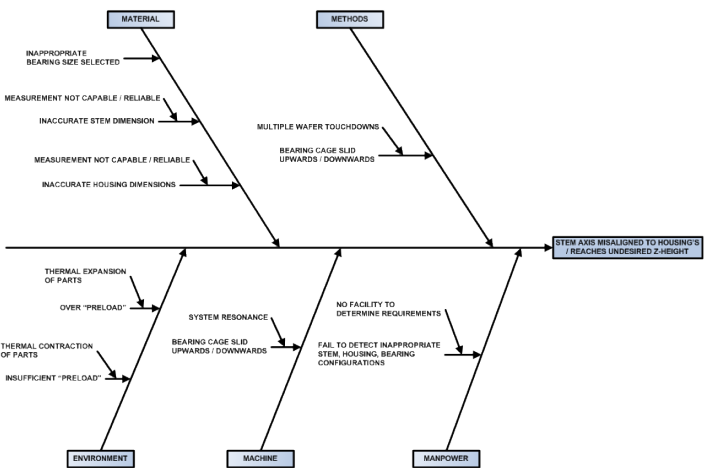 MATERIAL
METHODS
INAPPROPRIATE
BEARING SIZE SELECTED
MEASUREMENT NOT CAPABLE / RELIABLE
INACCURATE STEM DIMENSION
MULTIPLE WAFER TOUCHDOWNS
BEARING CAGE SLID
UPWARDS / DOWNWARDS
MEASUREMENT NOT CAPABLE / RELIABLE
INACCURATE HOUSING DIMENSIONS
STEM AXIS MISALIGNED TO HOUSING'S
/ REACHES UNDESIRED Z-HEIGHT
THERMAL EXPANSION
OF PARTS
OVER "PRELOAD"
THERMAL CONTRACTION
OF PARTS
INSUFFICIENT "PRELOAD"
SYSTEM RESONANCE
BEARING CAGE SLID
UPWARDS / DOWNWARDS
NO FACILITY TO
DETERMINE REQUIREMENTS
FAIL TO DETECT INAPPROPRIATE
STEM, HOUSING, BEARING
CONFIGURATIONS
ENVIRONMENT
MACHINE
MANPOWER